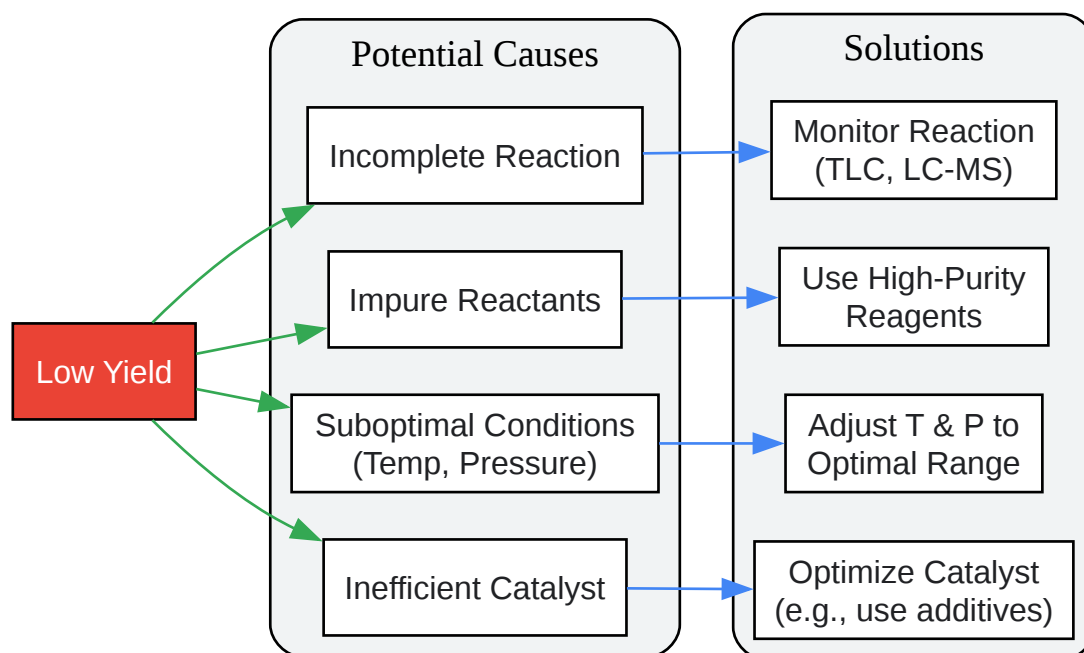 Potential Causes
Solutions
Incomplete Reaction
Monitor Reaction
(TLC, LC-MS)
Impure Reactants
Use High-Purity
Reagents
Low Yield
Suboptimal Conditions
(Temp, Pressure)
Adjust T & P to
Optimal Range
Inefficient Catalyst
Optimize Catalyst
(e.g., use additives)